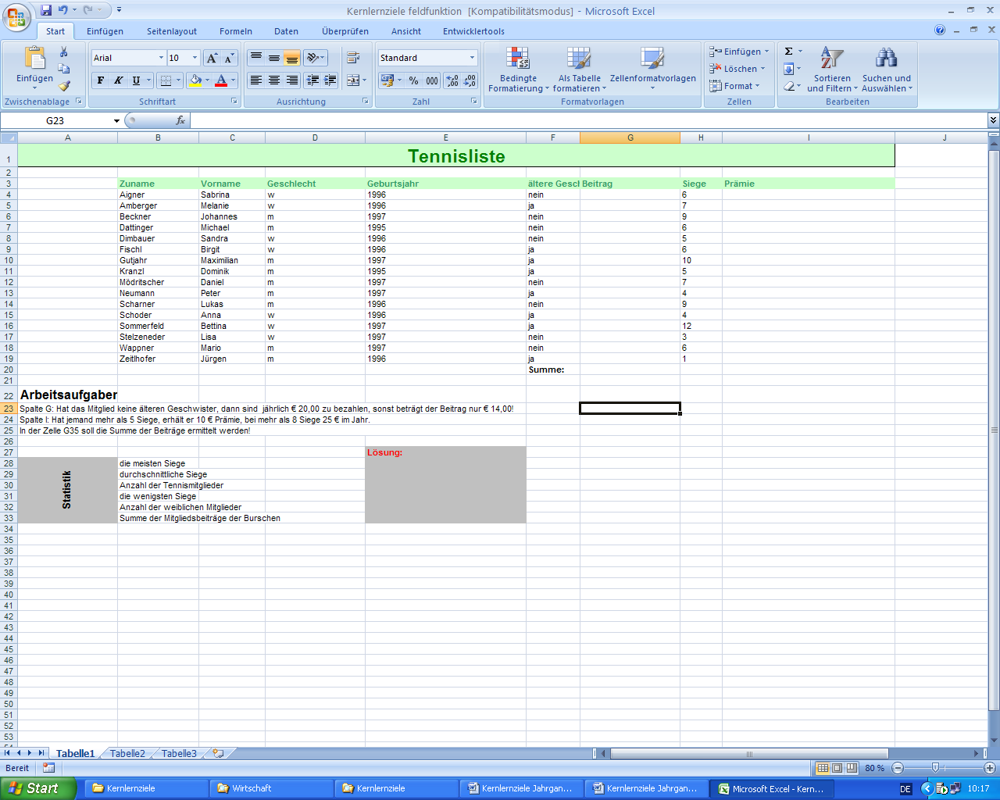 Kernlernziele feldfunktion [Kompatibilitätsmodus] - Microsoft Excel
Start Einfügen Seitenlayout Formeln Daten Überprüfen Ansicht Entwicklertools
Einfügen
Zwischenablage
Arial 10
F K U
Schriftart
Ausrichtung
Standard
% 000
Zahl
Bedingte Formatierung
Als Tabelle formatieren
Zellenformatvorlagen
Formatvorlagen
Einfügen
Löschen
Format
Zellen
Σ
Sortieren und Filtern
Suchen und Auswählen
Bearbeiten
G23 fx
A B C D E F G H I J
1 Tennisliste
2
3 Zuname Vorname Geschlecht Geburtsjahr ältere Gescl Beitrag Siege Prämie
4 Aigner Sabrina w 1996 nein 6
5 Amberger Melanie w 1996 ja 7
6 Beckner Johannes m 1997 nein 9
7 Dattinger Michael m 1995 nein 6
8 Dimbauer Sandra w 1996 nein 5
9 Fischl Birgit w 1996 ja 6
10 Gutjahr Maximilian m 1997 ja 10
11 Kranzl Dominik m 1995 ja 5
12 Mödritscher Daniel m 1997 nein 7
13 Neumann Peter m 1997 ja 4
14 Scharner Lukas m 1996 nein 9
15 Schoder Anna w 1996 ja 4
16 Sommerfeld Bettina w 1997 ja 12
17 Stelzeneder Lisa w 1997 nein 3
18 Wappner Mario m 1997 nein 6
19 Zeitlhofer Jürgen m 1996 ja 1
20 Summe:
21
22 Arbeitsaufgaber
23 Spalte G: Hat das Mitglied keine älteren Geschwister, dann sind jährlich € 20,00 zu bezahlen, sonst beträgt der Beitrag nur € 14,00!
24 Spalte I: Hat jemand mehr als 5 Siege, erhält er 10 € Prämie, bei mehr als 8 Siege 25 € im Jahr.
25 In der Zelle G35 soll die Summe der Beiträge ermittelt werden!
26
27 Lösung:
Statistik
28 die meisten Siege
29 durchschnittliche Siege
30 Anzahl der Tennismitglieder
31 die wenigsten Siege
32 Anzahl der weiblichen Mitglieder
33 Summe der Mitgliedsbeiträge der Burschen
34
35
36
37
38
39
40
41
42
43
44
45
46
47
48
49
50
51
52
53
Tabelle1 Tabelle2 Tabelle3
Bereit 80 %
Start Kernlernziele Wirtschaft Kernlernziele Kernlernziele Jahrgan... Kernlernziele Jahrgan... Microsoft Excel - Kern... DE 10:17